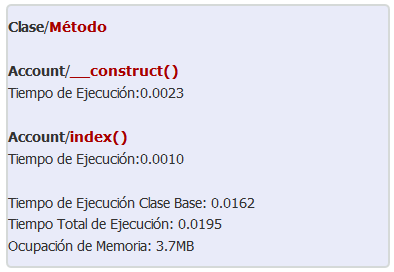 Clase/Método
Account/__construct()
Tiempo de Ejecución:0.0023
Account/index()
Tiempo de Ejecución:0.0010
Tiempo de Ejecución Clase Base: 0.0162
Tiempo Total de Ejecución: 0.0195
Ocupación de Memoria: 3.7MB